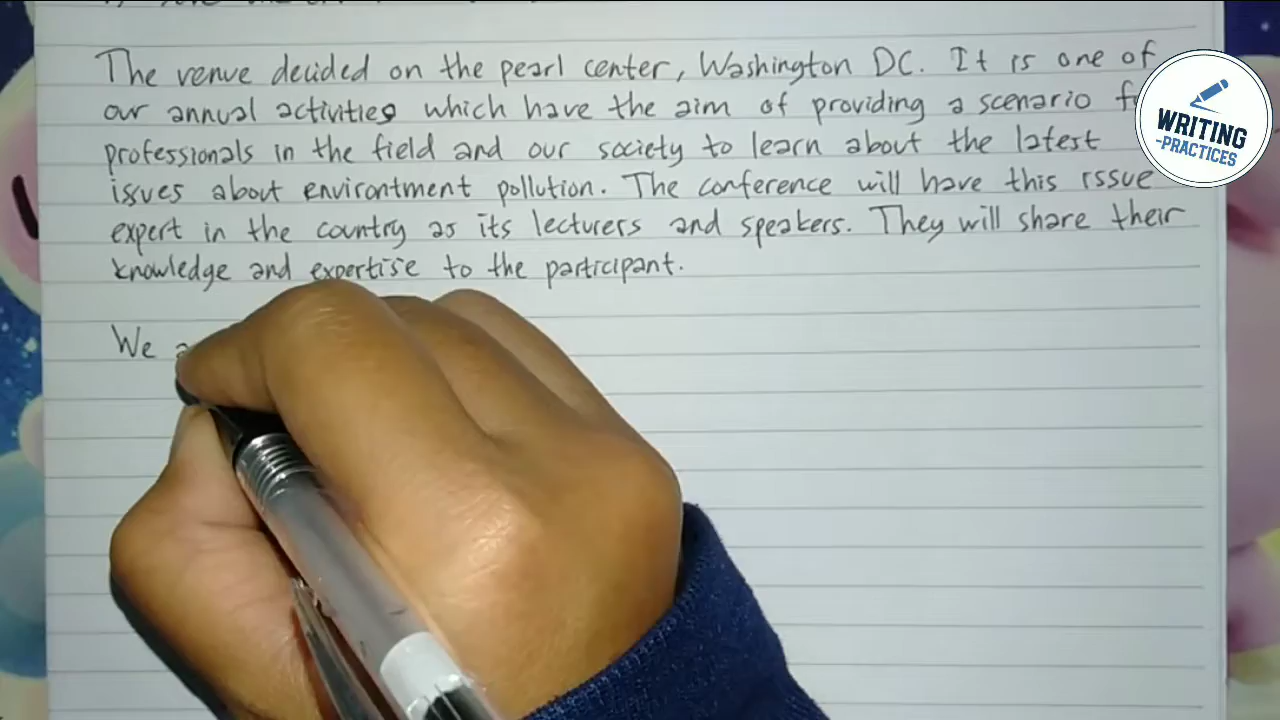 The venue decided on the pearl center, Washington DC. It is one of
our annual activities which have the aim of providing a scenario
professionals in the field and our society to learn about the latest
issues about environtment pollution. The conference will have this issue
expert in the country as its lecturers and speakers. They will share their
knowledge and expertise to the participant.
We
WRITING
-PRACTICES